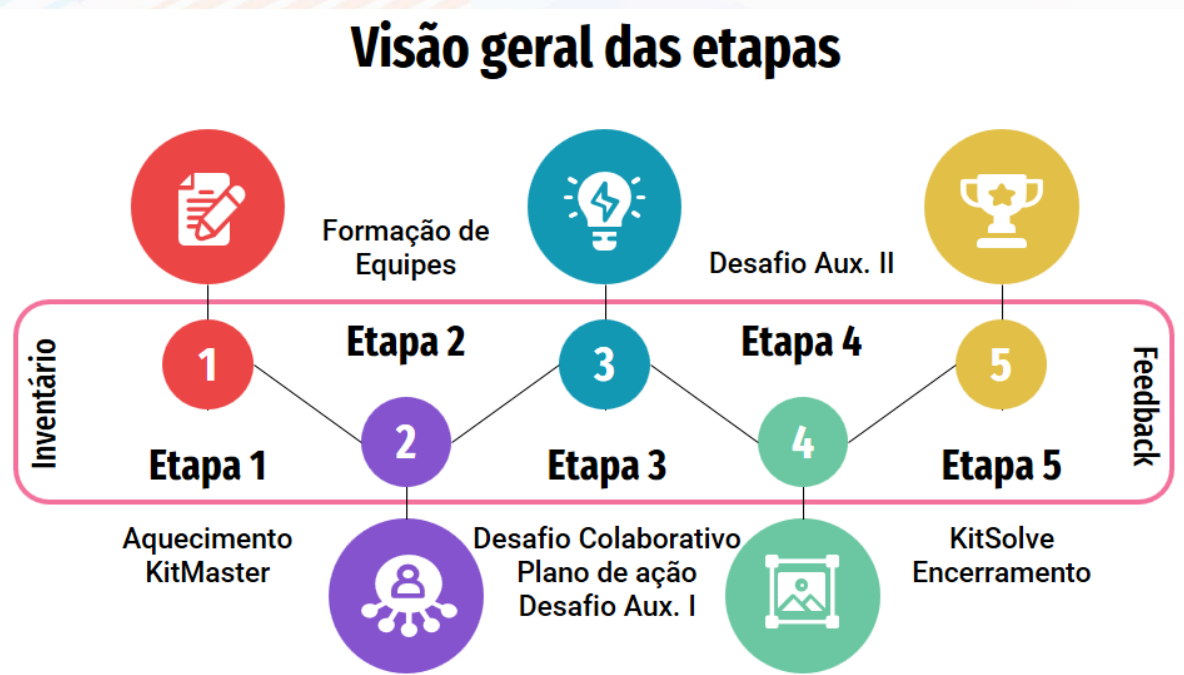 Visão geral das etapas
Formação de
Equipes
Desafio Aux. II
Inventário
1
Etapa 2
3
Etapa 4
5
Feedback
Etapa 1
2
Etapa 3
4
Etapa 5
Aquecimento
KitMaster
Desafio Colaborativo
Plano de ação
Desafio Aux. I
KitSolve
Encerramento